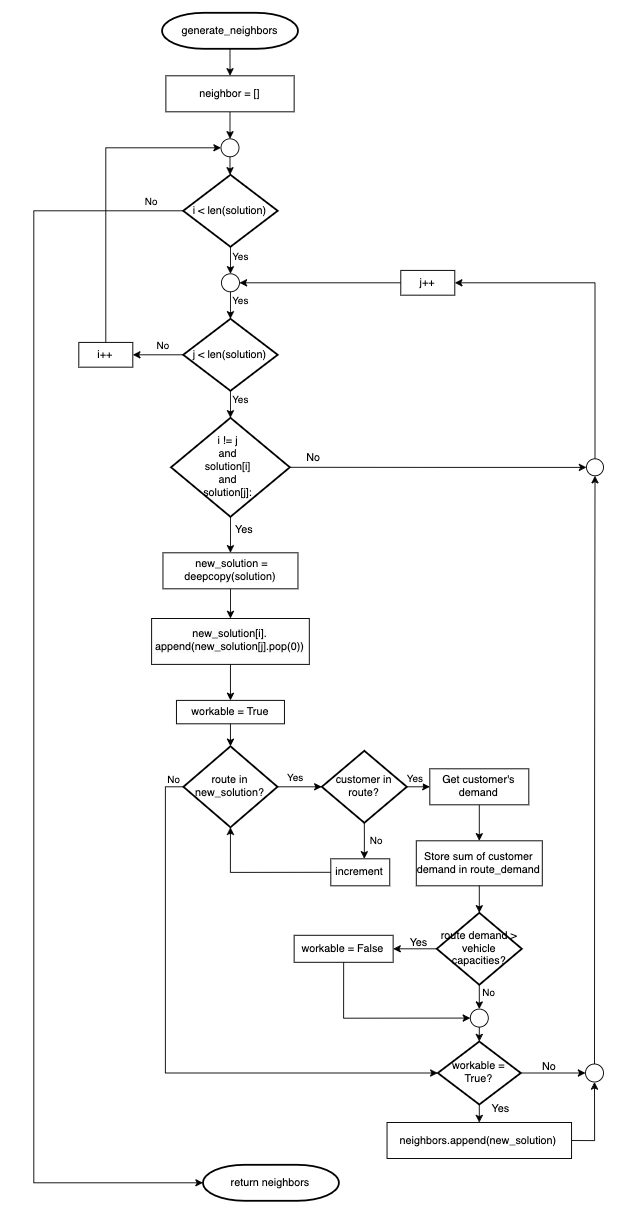 generate_neighbors
neighbor = []
No
i < len(solution)
Yes
j++
Yes
i++
No
j < len(solution)
Yes
i != j
and
solution[i]
and
solution[j]:
No
Yes
new_solution =
deepcopy(solution)
new_solution[i].
append(new_solution[j].pop(0))
workable = True
No
route in
new_solution?
Yes
customer in
route?
Yes
Get customer's
demand
No
increment
Store sum of customer
demand in route_demand
route demand >
vehicle
capacities?
Yes
workable = False
No
workable =
True?
No
Yes
neighbors.append(new_solution)
return neighbors